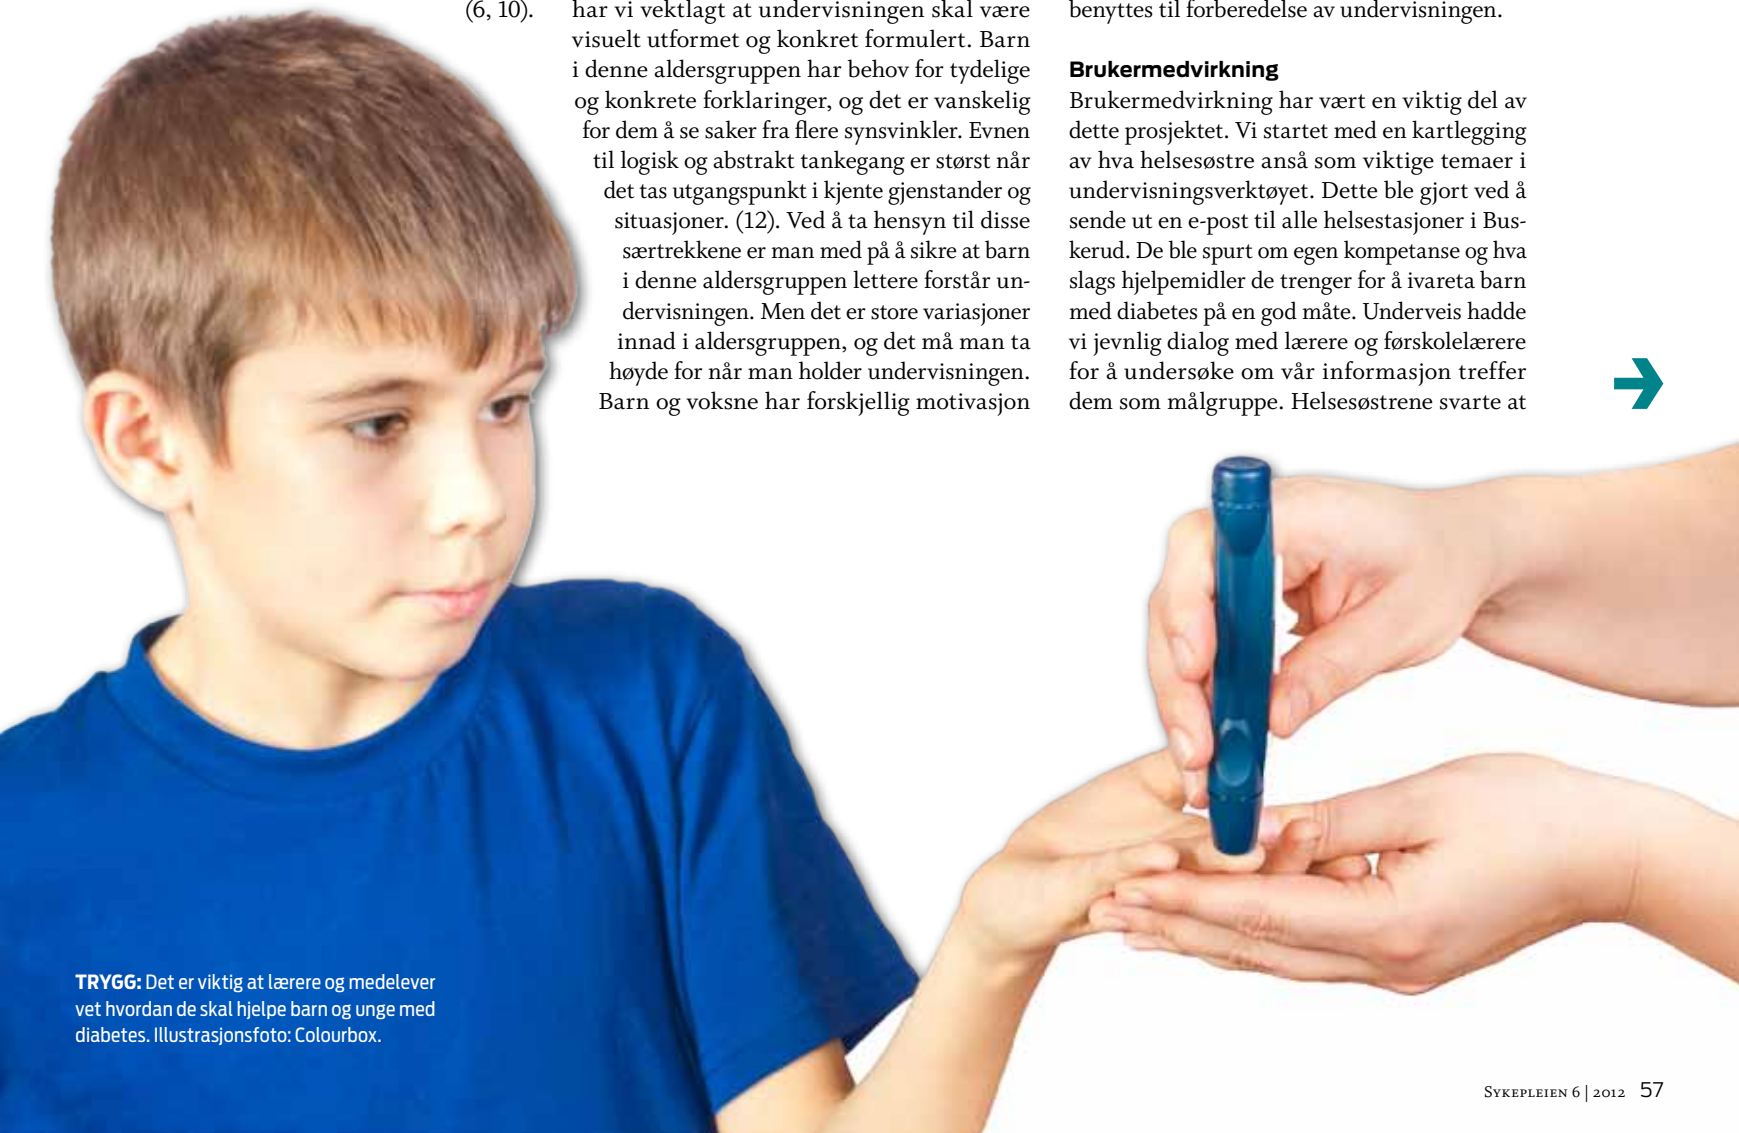 (6, 10).
har vi vektlagt at undervisningen skal være
visuelt utformet og konkret formulert. Barn
i denne aldersgruppen har behov for tydelige
og konkrete forklaringer, og det er vanskelig
for dem å se saker fra flere synsvinkler. Evnen
til logisk og abstrakt tankegang er størst når
det tas utgangspunkt i kjente gjenstander og
situasjoner. (12). Ved å ta hensyn til disse
særtrekkene er man med på å sikre at barn
i denne aldersgruppen lettere forstår un-
dervisningen. Men det er store variasjoner
innad i aldersgruppen, og det må man ta
høyde for når man holder undervisningen.
Barn og voksne har forskjellig motivasjon
benyttes til forberedelse av undervisningen.
Brukermedvirkning
Brukermedvirkning har vært en viktig del av
dette prosjektet. Vi startet med en kartlegging
av hva helsesøstre anså som viktige temaer i
undervisningsverktøyet. Dette ble gjort ved å
sende ut en e-post til alle helsestasjoner i Bus-
kerud. De ble spurt om egen kompetanse og hva
slags hjelpemidler de trenger for å ivareta barn
med diabetes på en god måte. Underveis hadde
vi jevnlig dialog med lærere og førskolelærere
for å undersøke om vår informasjon treffer
dem som målgruppe. Helsesøstrene svarte at
TRYGG: Det er viktig at lærere og medelever
vet hvordan de skal hjelpe barn og unge med
diabetes. Illustrasjonsfoto: Colourbox.
Sykepleien 6 | 2012 57